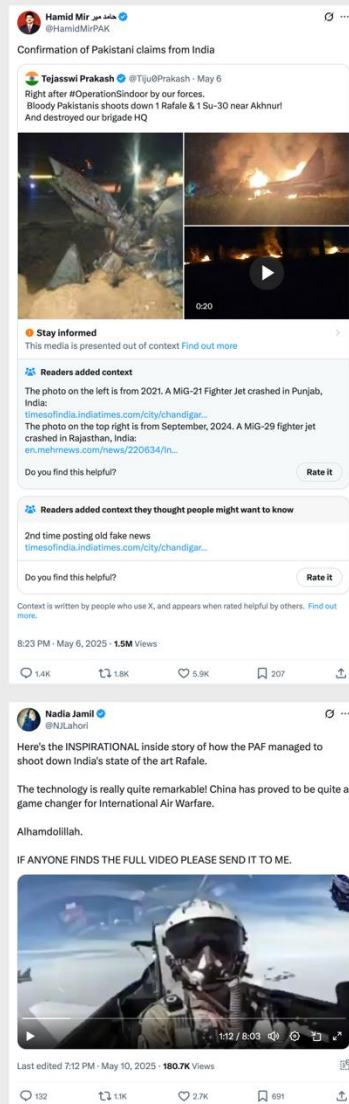 Hamid Mir حامد میر
@HamidMirPAK
Confirmation of Pakistani claims from India
Tejasswi Prakash @Tiju0Prakash · May 6
Right after #OperationSindoor by our forces.
Bloody Pakistanis shoots down 1 Rafale & 1 Su-30 near Akhnur!
And destroyed our brigade HQ
0:20
Stay informed
This media is presented out of context Find out more
Readers added context
The photo on the left is from 2021. A MiG-21 Fighter Jet crashed in Punjab,
India:
timesofindia.indiatimes.com/city/chandigar...
The photo on the top right is from September, 2024. A MiG-29 fighter jet
crashed in Rajasthan, India:
en.mehrnews.com/news/220634/In...
Do you find this helpful?
Rate it
Readers added context they thought people might want to know
2nd time posting old fake news
timesofindia.indiatimes.com/city/chandigar...
Do you find this helpful?
Rate it
Context is written by people who use X, and appears when rated helpful by others. Find out
more.
8:23 PM · May 6, 2025 · 1.5M Views
1.4K 1.8K 5.9K 207
Nadia Jamil
@NJLahori
Here's the INSPIRATIONAL inside story of how the PAF managed to
shoot down India's state of the art Rafale.
The technology is really quite remarkable! China has proved to be quite a
game changer for International Air Warfare.
Alhamdolillah.
IF ANYONE FINDS THE FULL VIDEO PLEASE SEND IT TO ME.
1:12 / 8:03
Last edited 7:12 PM · May 10, 2025 · 180.7K Views
132 1.1K 2.7K 691